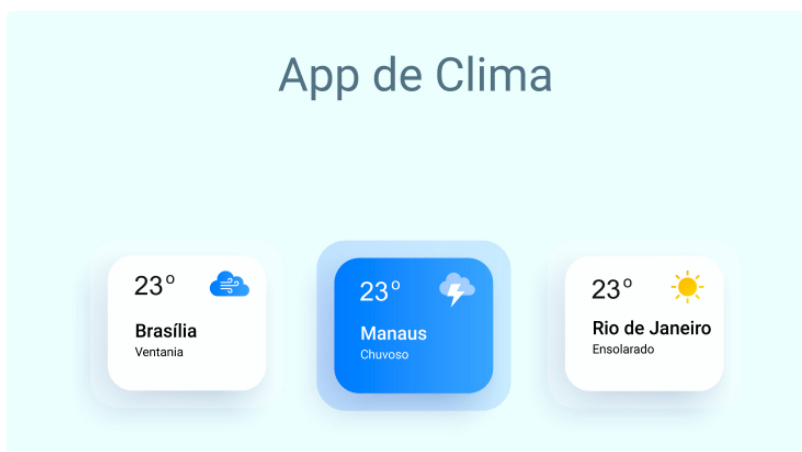 App de Clima
23º
Brasília
Ventania
23º
Manaus
Chuvoso
23º
Rio de Janeiro
Ensolarado